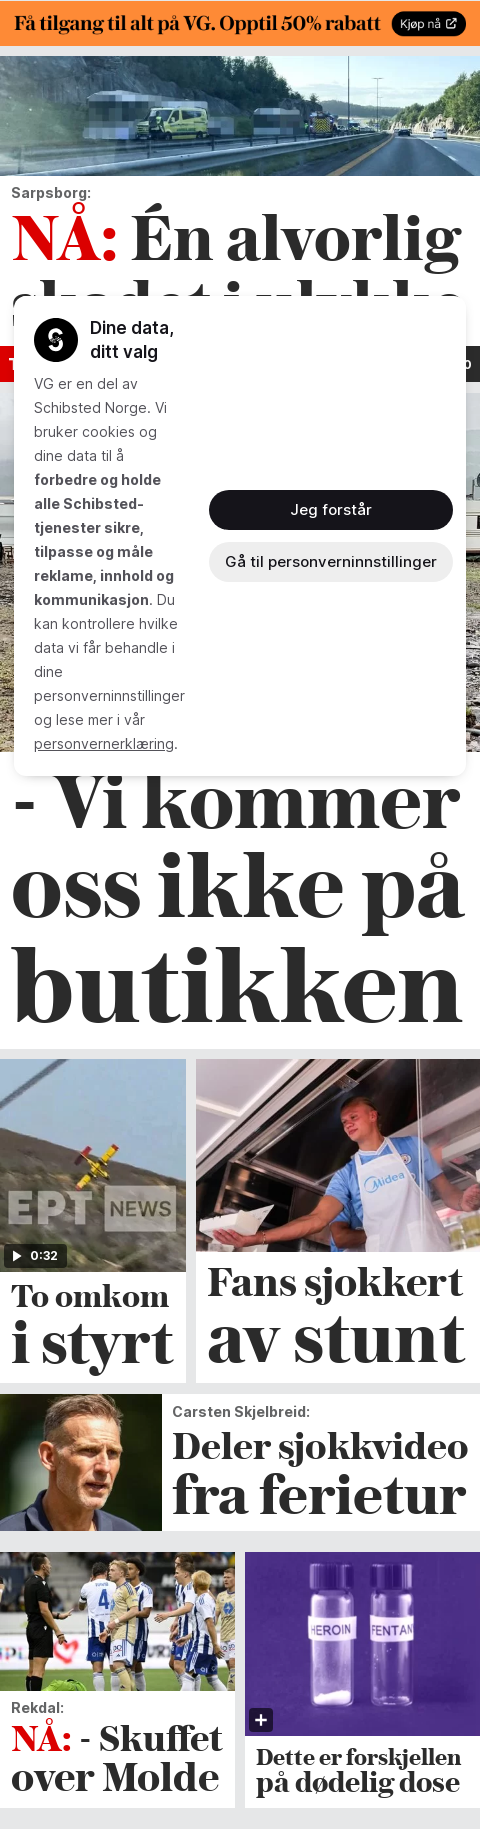 Få tilgang til alt på VG. Opptil 50% rabatt
Kjøp nå
Sarpsborg:
NÅ: Én alvorlig
Dine data,
ditt valg
VG er en del av
Schibsted Norge. Vi
bruker cookies og
dine data til å
forbedre og holde
alle Schibsted-
tjenester sikre,
tilpasse og måle
reklame, innhold og
kommunikasjon. Du
kan kontrollere hvilke
data vi får behandle i
dine
personverninnstillinger
og lese mer i vår
personvernerklæring.
Jeg forstår
Gå til personverninnstillinger
- Vi kommer
oss ikke på
butikken
ERT NEWS
0:32
To omkom
i styrt
Midea
Fans sjokkert
av stunt
Carsten Skjelbreid:
Deler sjokkvideo
fra ferietur
4
Rekdal:
NÅ: - Skuffet
over Molde
HEROIN
FENTAN
Dette er forskjellen
på dødelig dose